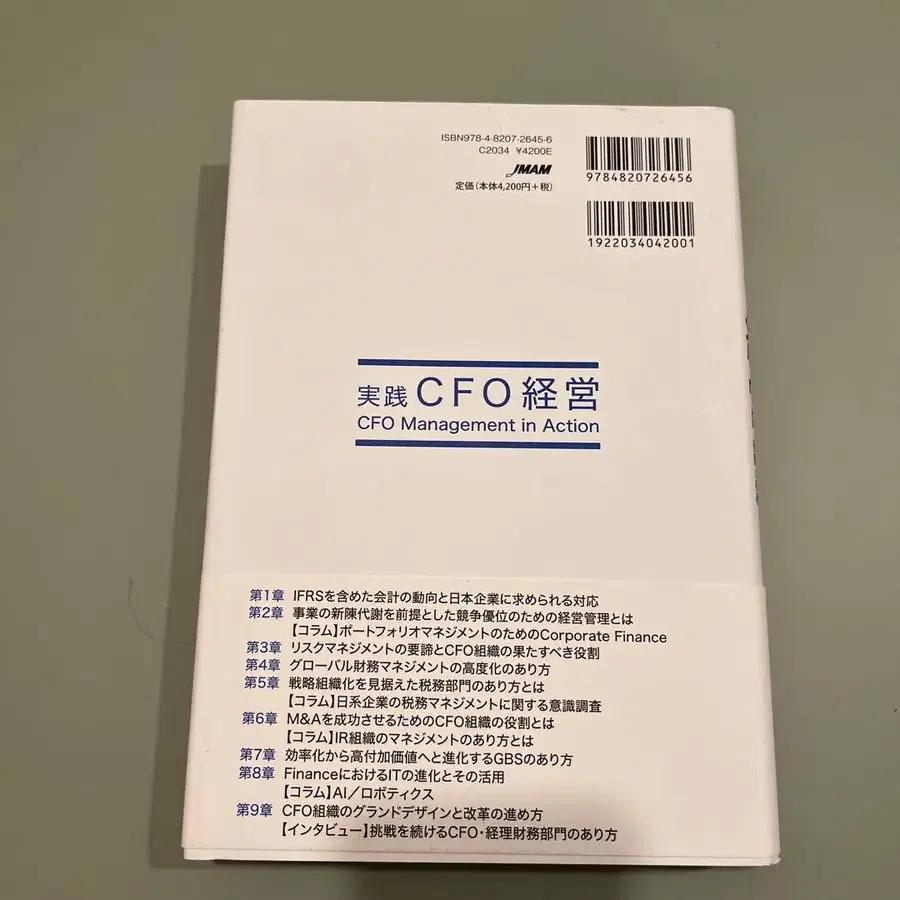 ISBN978-4-8207-2645-6
C2034 ¥4200E
JMAM
定価(本体4,200円+税)
9784820726456
1922034042001
実践CFO経営
CFO Management in Action
第1章 IFRSを含めた会計の動向と日本企業に求められる対応
第2章 事業の新陳代謝を前提とした競争優位のための経営管理とは
【コラム】ポートフォリオマネジメントのためのCorporate Finance
第3章 リスクマネジメントの要諦とCFO組織の果たすべき役割
第4章 グローバル財務マネジメントの高度化のあり方
第5章 戦略組織化を見据えた税務部門のあり方とは
【コラム】日系企業の税務マネジメントに関する意識調査
第6章 M&Aを成功させるためのCFO組織の役割とは
【コラム】IR組織のマネジメントのあり方とは
第7章 効率化から高付加価値へと進化するGBSのあり方
第8章 FinanceにおけるITの進化とその活用
【コラム】AI/ロボティクス
第9章 CFO組織のグランドデザインと改革の進め方
【インタビュー】挑戦を続けるCFO・経理財務部門のあり方